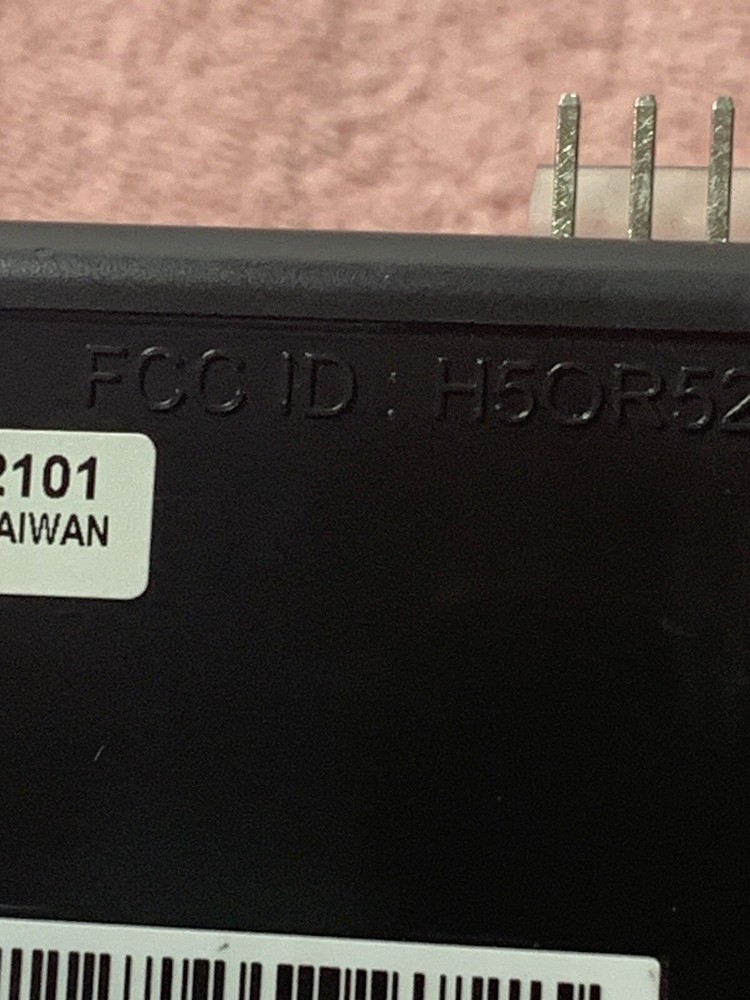 FCC ID : H5OR52
2101
AIWAN